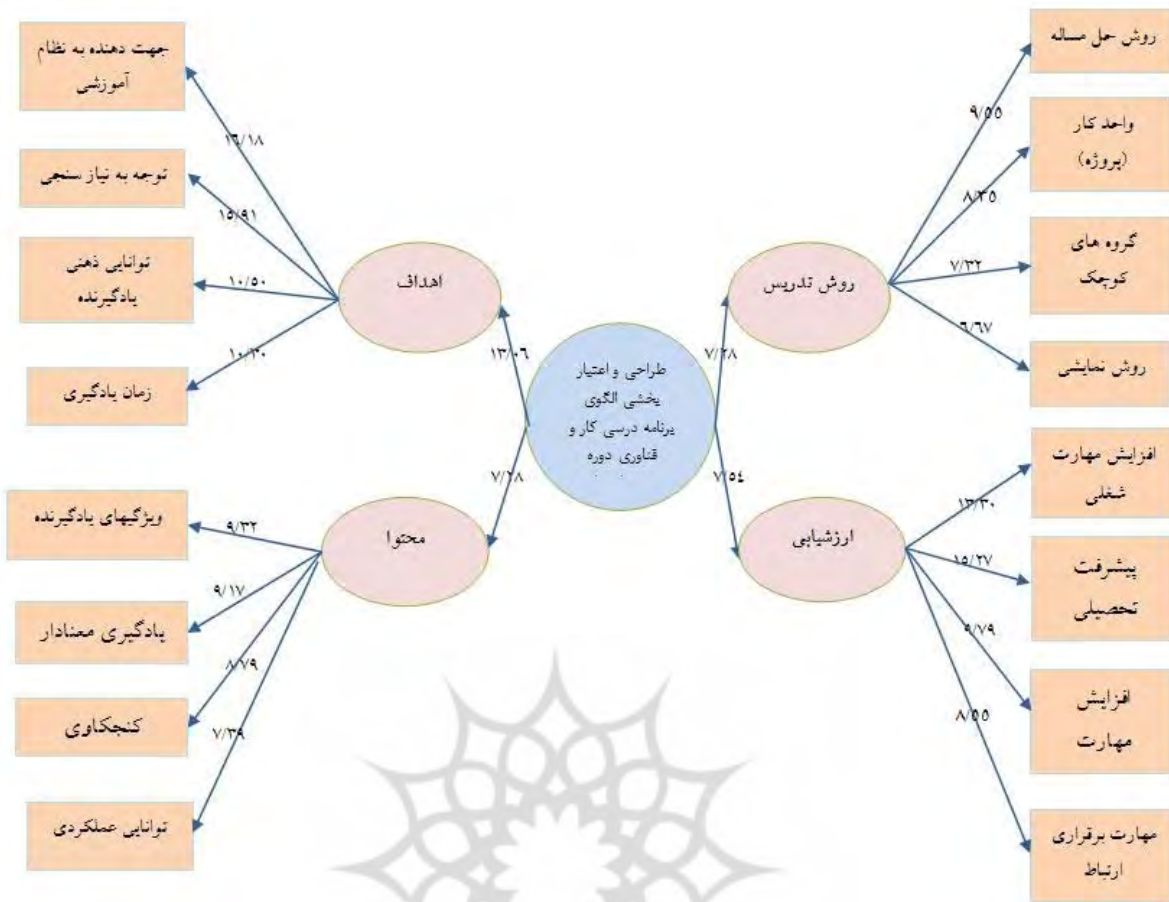 روش حل مساله
واحد کار
(پروژه)
گروه های
کوچک
روش نمایشی
۹/۵۵
۸/۳۵
۷/۳۲
۶/۶۷
روش تدریس
۷/۲۸
افزایش مهارت
شغلی
پیشرفت
تحصیلی
افزایش
مهارت
مهارت برقراری
ارتباط
۱۳/۳۰
۱۵/۲۷
۹/۷۹
۸/۵۵
ارزشیابی
۷/۵۴
طراحی و اعتبار
بخشی الگوی
برنامه درسی کار و
فناوری دوره
اهداف
۱۳/۰۶
۱۶/۱۸
۱۵/۹۱
۱۰/۵۰
۱۰/۳۰
جهت دهنده به نظام
آموزشی
توجه به نیاز سنجی
توانایی ذهنی
یادگیرنده
زمان یادگیری
محتوا
۷/۲۸
۹/۳۲
۹/۱۷
۸/۷۹
۷/۳۹
ویژگیهای یادگیرنده
یادگیری معنادار
کنجکاوی
توانایی عملکردی